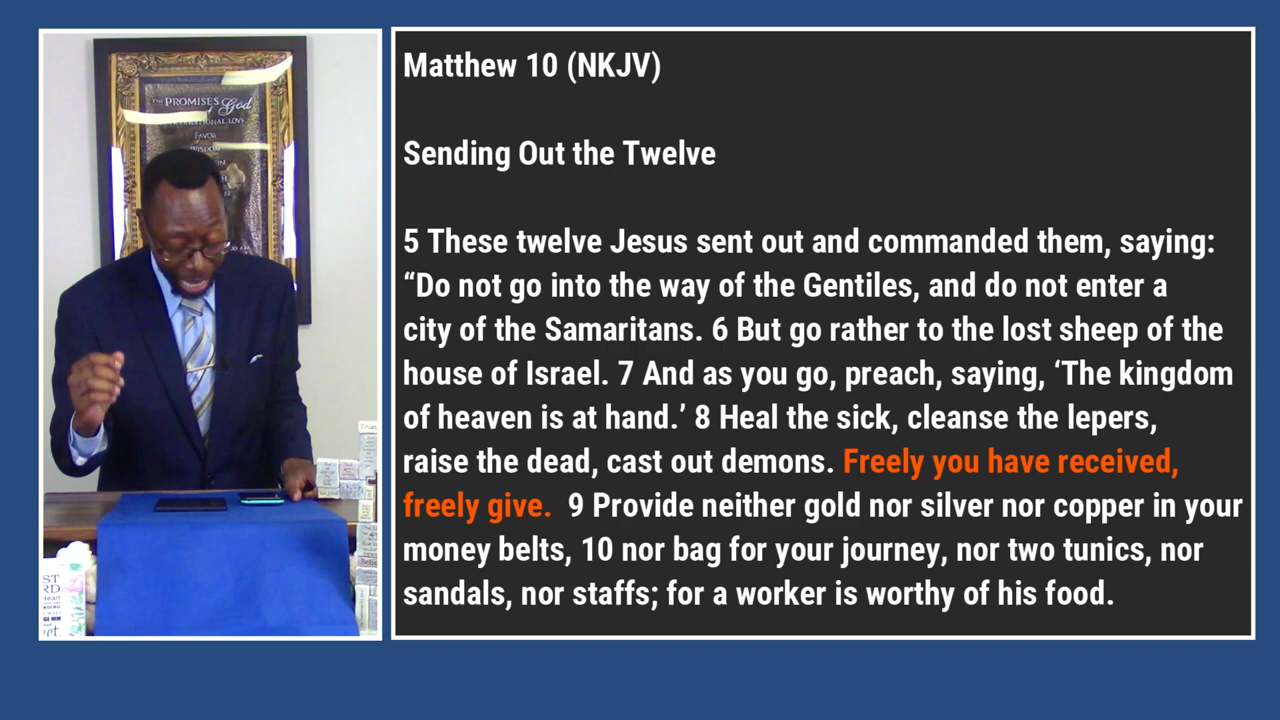 Matthew 10 (NKJV)
Sending Out the Twelve
5 These twelve Jesus sent out and commanded them, saying:
“Do not go into the way of the Gentiles, and do not enter a
city of the Samaritans. 6 But go rather to the lost sheep of the
house of Israel. 7 And as you go, preach, saying, ‘The kingdom
of heaven is at hand.’ 8 Heal the sick, cleanse the lepers,
raise the dead, cast out demons. Freely you have received,
freely give. 9 Provide neither gold nor silver nor copper in your
money belts, 10 nor bag for your journey, nor two tunics, nor
sandals, nor staffs; for a worker is worthy of his food.
THE PROMISES
of God
LOVE
FAVOR